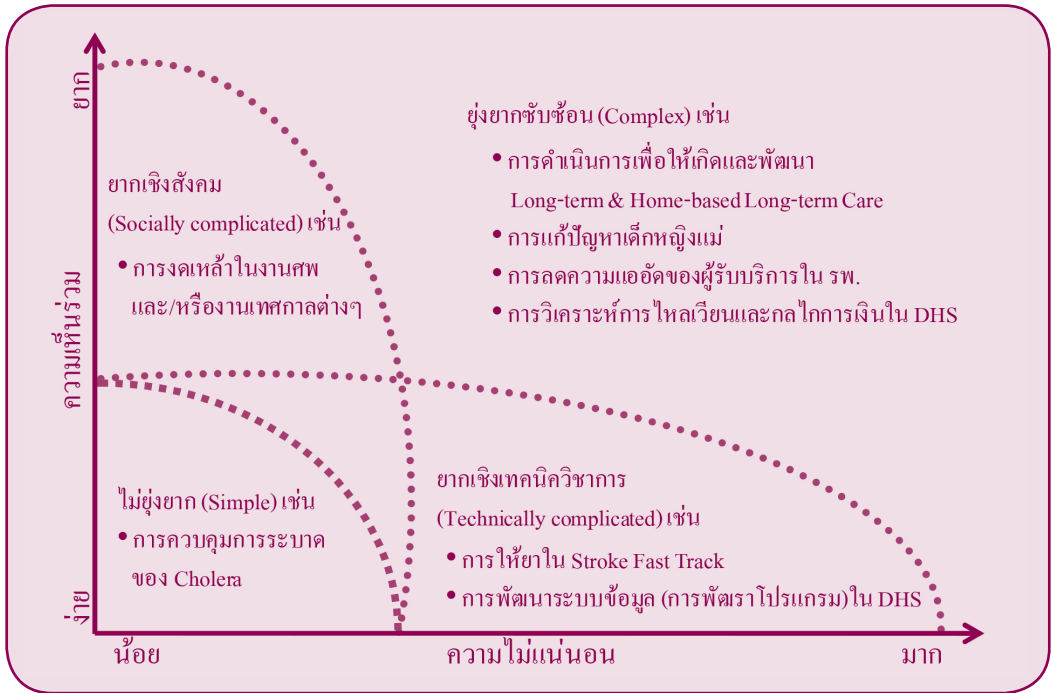 ยาก
ความเห็นร่วม
ง่าย
ยากเชิงสังคม
(Socially complicated) เช่น
• การงดเหล้าในงานศพ
และ/หรืองานเทศกาลต่างๆ
ยุ่งยากซับซ้อน (Complex) เช่น
• การดำเนินการเพื่อให้เกิดและพัฒนา
Long-term & Home-based Long-term Care
• การแก้ปัญหาเด็กหญิงแม่
• การลดความแออัดของผู้รับบริการใน รพ.
• การวิเคราะห์การไหลเวียนและกลไกการเงินใน DHS
ไม่ยุ่งยาก (Simple) เช่น
• การควบคุมการระบาด
ของ Cholera
ยากเชิงเทคนิควิชาการ
(Technically complicated) เช่น
• การให้ยาใน Stroke Fast Track
• การพัฒนาระบบข้อมูล (การพัฒราโปรแกรม)ใน DHS
น้อย
ความไม่แน่นอน
มาก